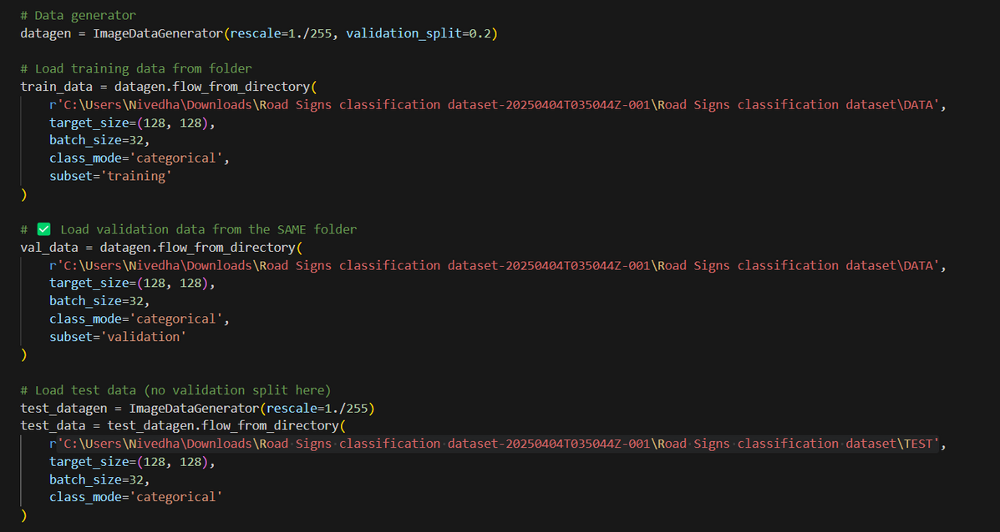 # Data generator
datagen = ImageDataGenerator(rescale=1./255, validation_split=0.2)
# Load training data from folder
train_data = datagen.flow_from_directory(
r'C:\Users\Nivedha\Downloads\Road Signs classification dataset-20250404T035044Z-001\Road Signs classification dataset\DATA',
target_size=(128, 128),
batch_size=32,
class_mode='categorical',
subset='training'
)
# ✅ Load validation data from the SAME folder
val_data = datagen.flow_from_directory(
r'C:\Users\Nivedha\Downloads\Road Signs classification dataset-20250404T035044Z-001\Road Signs classification dataset\DATA',
target_size=(128, 128),
batch_size=32,
class_mode='categorical',
subset='validation'
)
# Load test data (no validation split here)
test_datagen = ImageDataGenerator(rescale=1./255)
test_data = test_datagen.flow_from_directory(
r'C:\Users\Nivedha\Downloads\Road Signs classification dataset-20250404T035044Z-001\Road Signs classification dataset\TEST',
target_size=(128, 128),
batch_size=32,
class_mode='categorical'
)